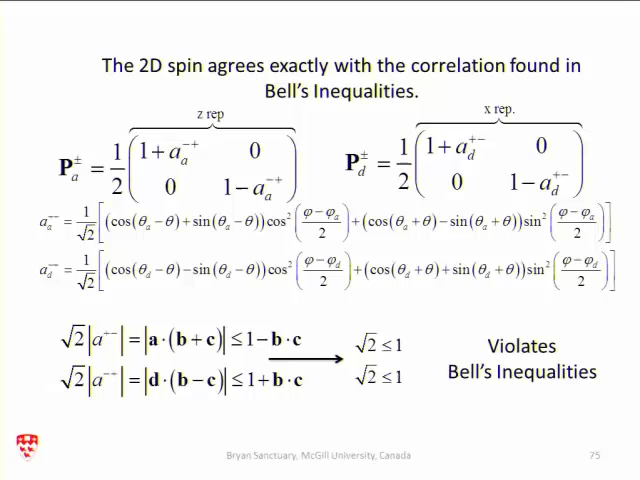 The 2D spin agrees exactly with the correlation found in
Bell's Inequalities.
z rep
x rep.
P_a^± = 1/2 ( 1 + a_a^{-+}   0
0   1 − a_a^{-+} )
P_d^± = 1/2 ( 1 + a_d^{+-}   0
0   1 − a_d^{+-} )
= 1/√2 [ (cos(θ_a − θ) + sin(θ_a − θ)) cos² ( (φ − φ_a)/2 ) + (cos(θ_a + θ) − sin(θ_a + θ)) sin² ( (φ − φ_a)/2 ) ]
= 1/√2 [ (cos(θ_d − θ) − sin(θ_d − θ)) cos² ( (φ − φ_d)/2 ) + (cos(θ_d + θ) + sin(θ_d + θ)) sin² ( (φ − φ_d)/2 ) ]
√2 |a^{+-}| = |a · (b + c)| ≤ 1 − b · c
√2 |a^{-+}| = |d · (b − c)| ≤ 1 + b · c
√2 ≤ 1
√2 ≤ 1
Violates
Bell's Inequalities
Bryan Sanctuary, McGill University, Canada
75